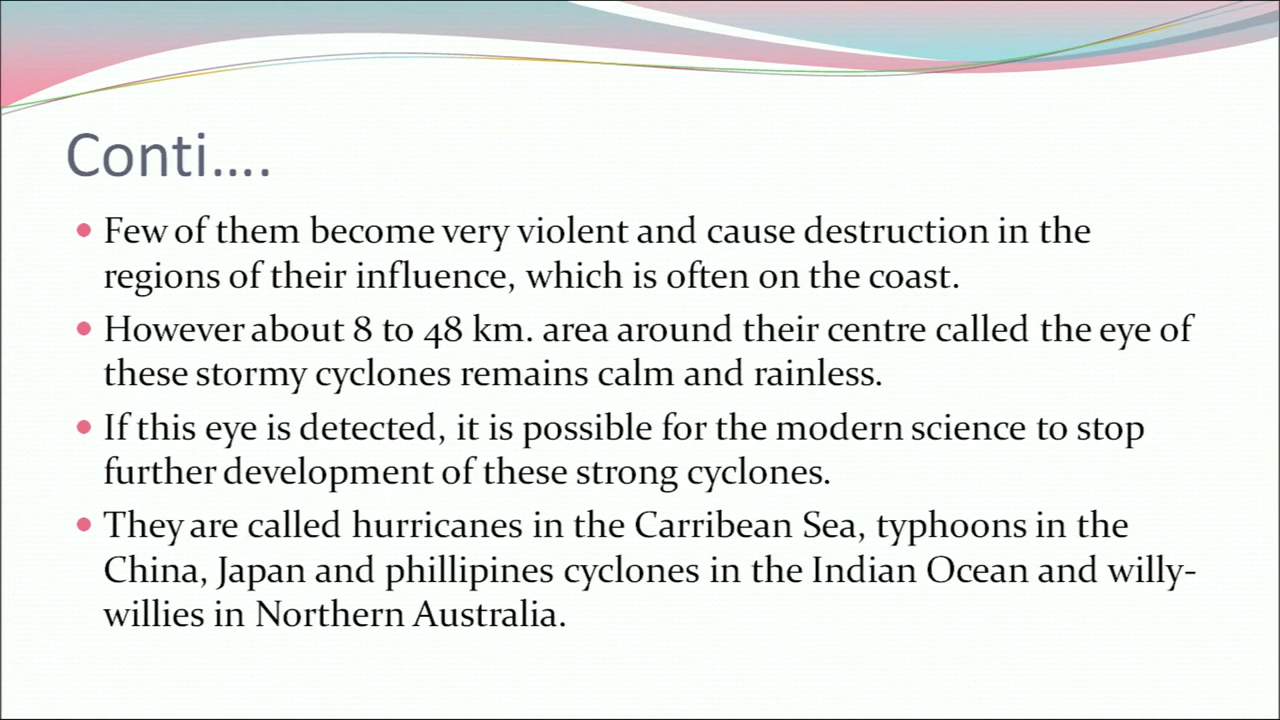 Conti....
Few of them become very violent and cause destruction in the
regions of their influence, which is often on the coast.
However about 8 to 48 km. area around their centre called the eye of
these stormy cyclones remains calm and rainless.
If this eye is detected, it is possible for the modern science to stop
further development of these strong cyclones.
They are called hurricanes in the Carribean Sea, typhoons in the
China, Japan and phillipines cyclones in the Indian Ocean and willy-
willies in Northern Australia.